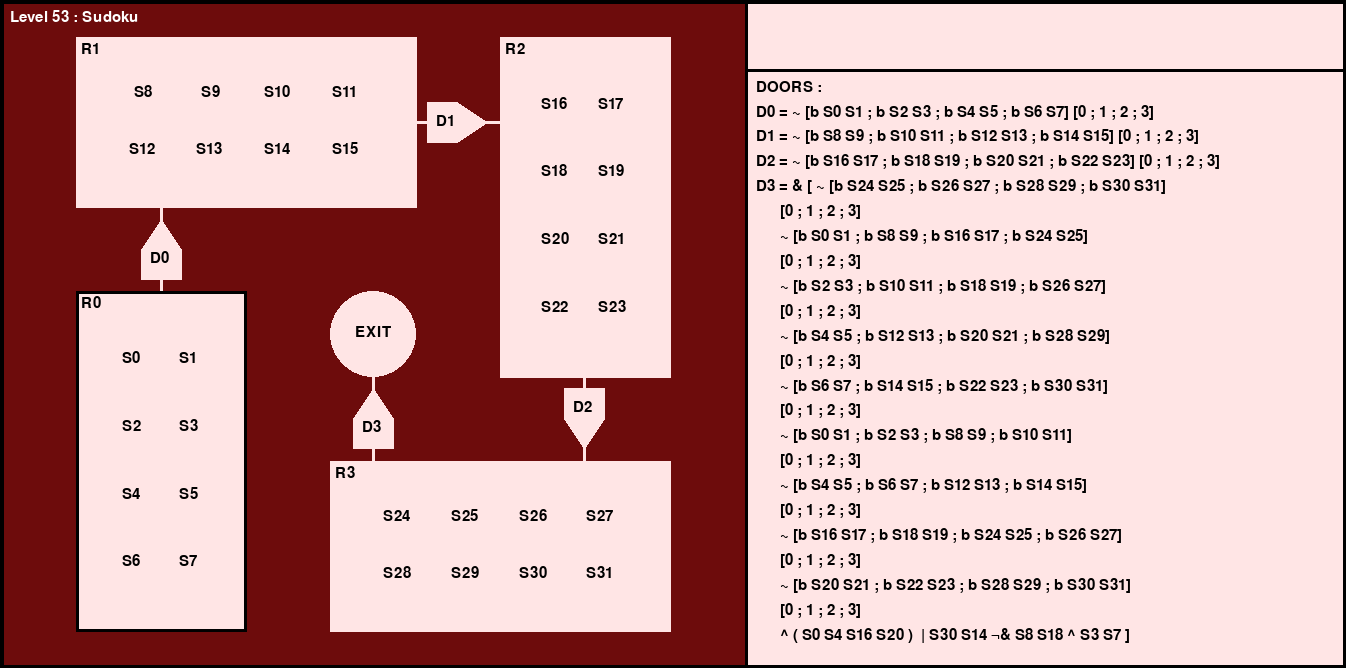 Level 53 : Sudoku
R1
S8 S9 S10 S11
S12 S13 S14 S15
D1
R2
S16 S17
S18 S19
S20 S21
S22 S23
D0
R0
S0 S1
S2 S3
S4 S5
S6 S7
EXIT
D3
D2
R3
S24 S25 S26 S27
S28 S29 S30 S31
DOORS :
D0 = ~ [b S0 S1 ; b S2 S3 ; b S4 S5 ; b S6 S7] [0 ; 1 ; 2 ; 3]
D1 = ~ [b S8 S9 ; b S10 S11 ; b S12 S13 ; b S14 S15] [0 ; 1 ; 2 ; 3]
D2 = ~ [b S16 S17 ; b S18 S19 ; b S20 S21 ; b S22 S23] [0 ; 1 ; 2 ; 3]
D3 = & [ ~ [b S24 S25 ; b S26 S27 ; b S28 S29 ; b S30 S31]
[0 ; 1 ; 2 ; 3]
~ [b S0 S1 ; b S8 S9 ; b S16 S17 ; b S24 S25]
[0 ; 1 ; 2 ; 3]
~ [b S2 S3 ; b S10 S11 ; b S18 S19 ; b S26 S27]
[0 ; 1 ; 2 ; 3]
~ [b S4 S5 ; b S12 S13 ; b S20 S21 ; b S28 S29]
[0 ; 1 ; 2 ; 3]
~ [b S6 S7 ; b S14 S15 ; b S22 S23 ; b S30 S31]
[0 ; 1 ; 2 ; 3]
~ [b S0 S1 ; b S2 S3 ; b S8 S9 ; b S10 S11]
[0 ; 1 ; 2 ; 3]
~ [b S4 S5 ; b S6 S7 ; b S12 S13 ; b S14 S15]
[0 ; 1 ; 2 ; 3]
~ [b S16 S17 ; b S18 S19 ; b S24 S25 ; b S26 S27]
[0 ; 1 ; 2 ; 3]
~ [b S20 S21 ; b S22 S23 ; b S28 S29 ; b S30 S31]
[0 ; 1 ; 2 ; 3]
^ ( S0 S4 S16 S20 ) | S30 S14 ¬& S8 S18 ^ S3 S7 ]